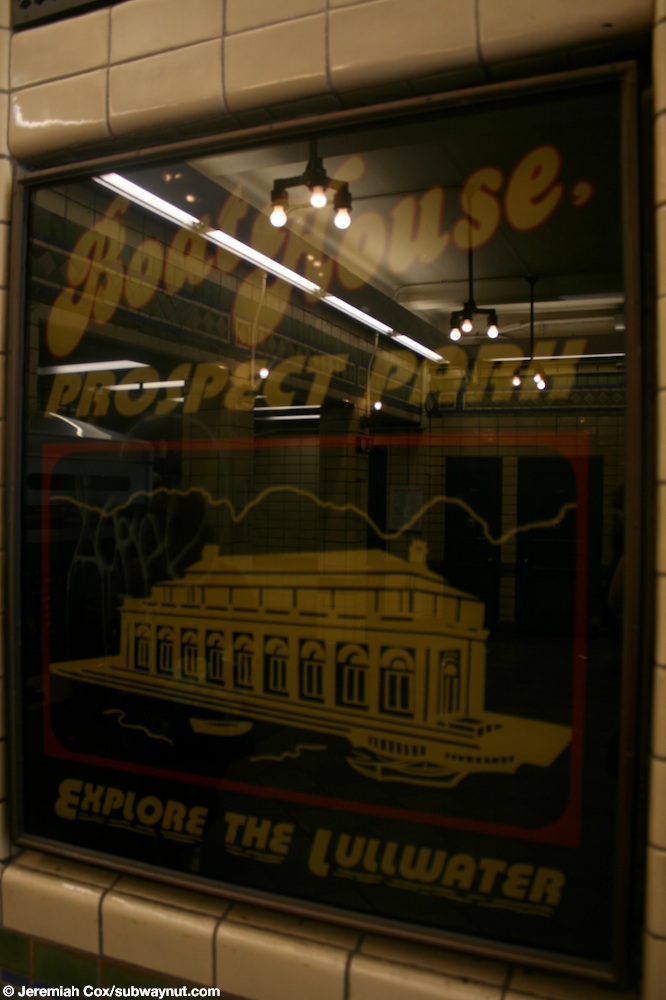 BoatHouse,
PROSPECT PARK
EXPLORE THE LULLWATER
© Jeremiah Cox/subwaynut.com